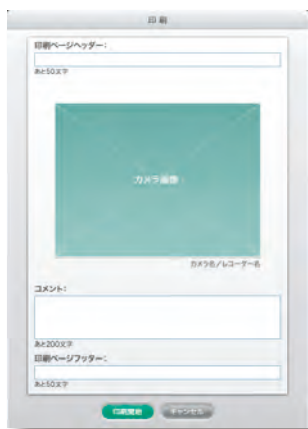 印刷
印刷ページヘッダー:
あと50文字
カメラ画像
カメラ名/レコーダー名
コメント:
あと200文字
印刷ページフッター:
あと50文字
印刷開始 キャンセル